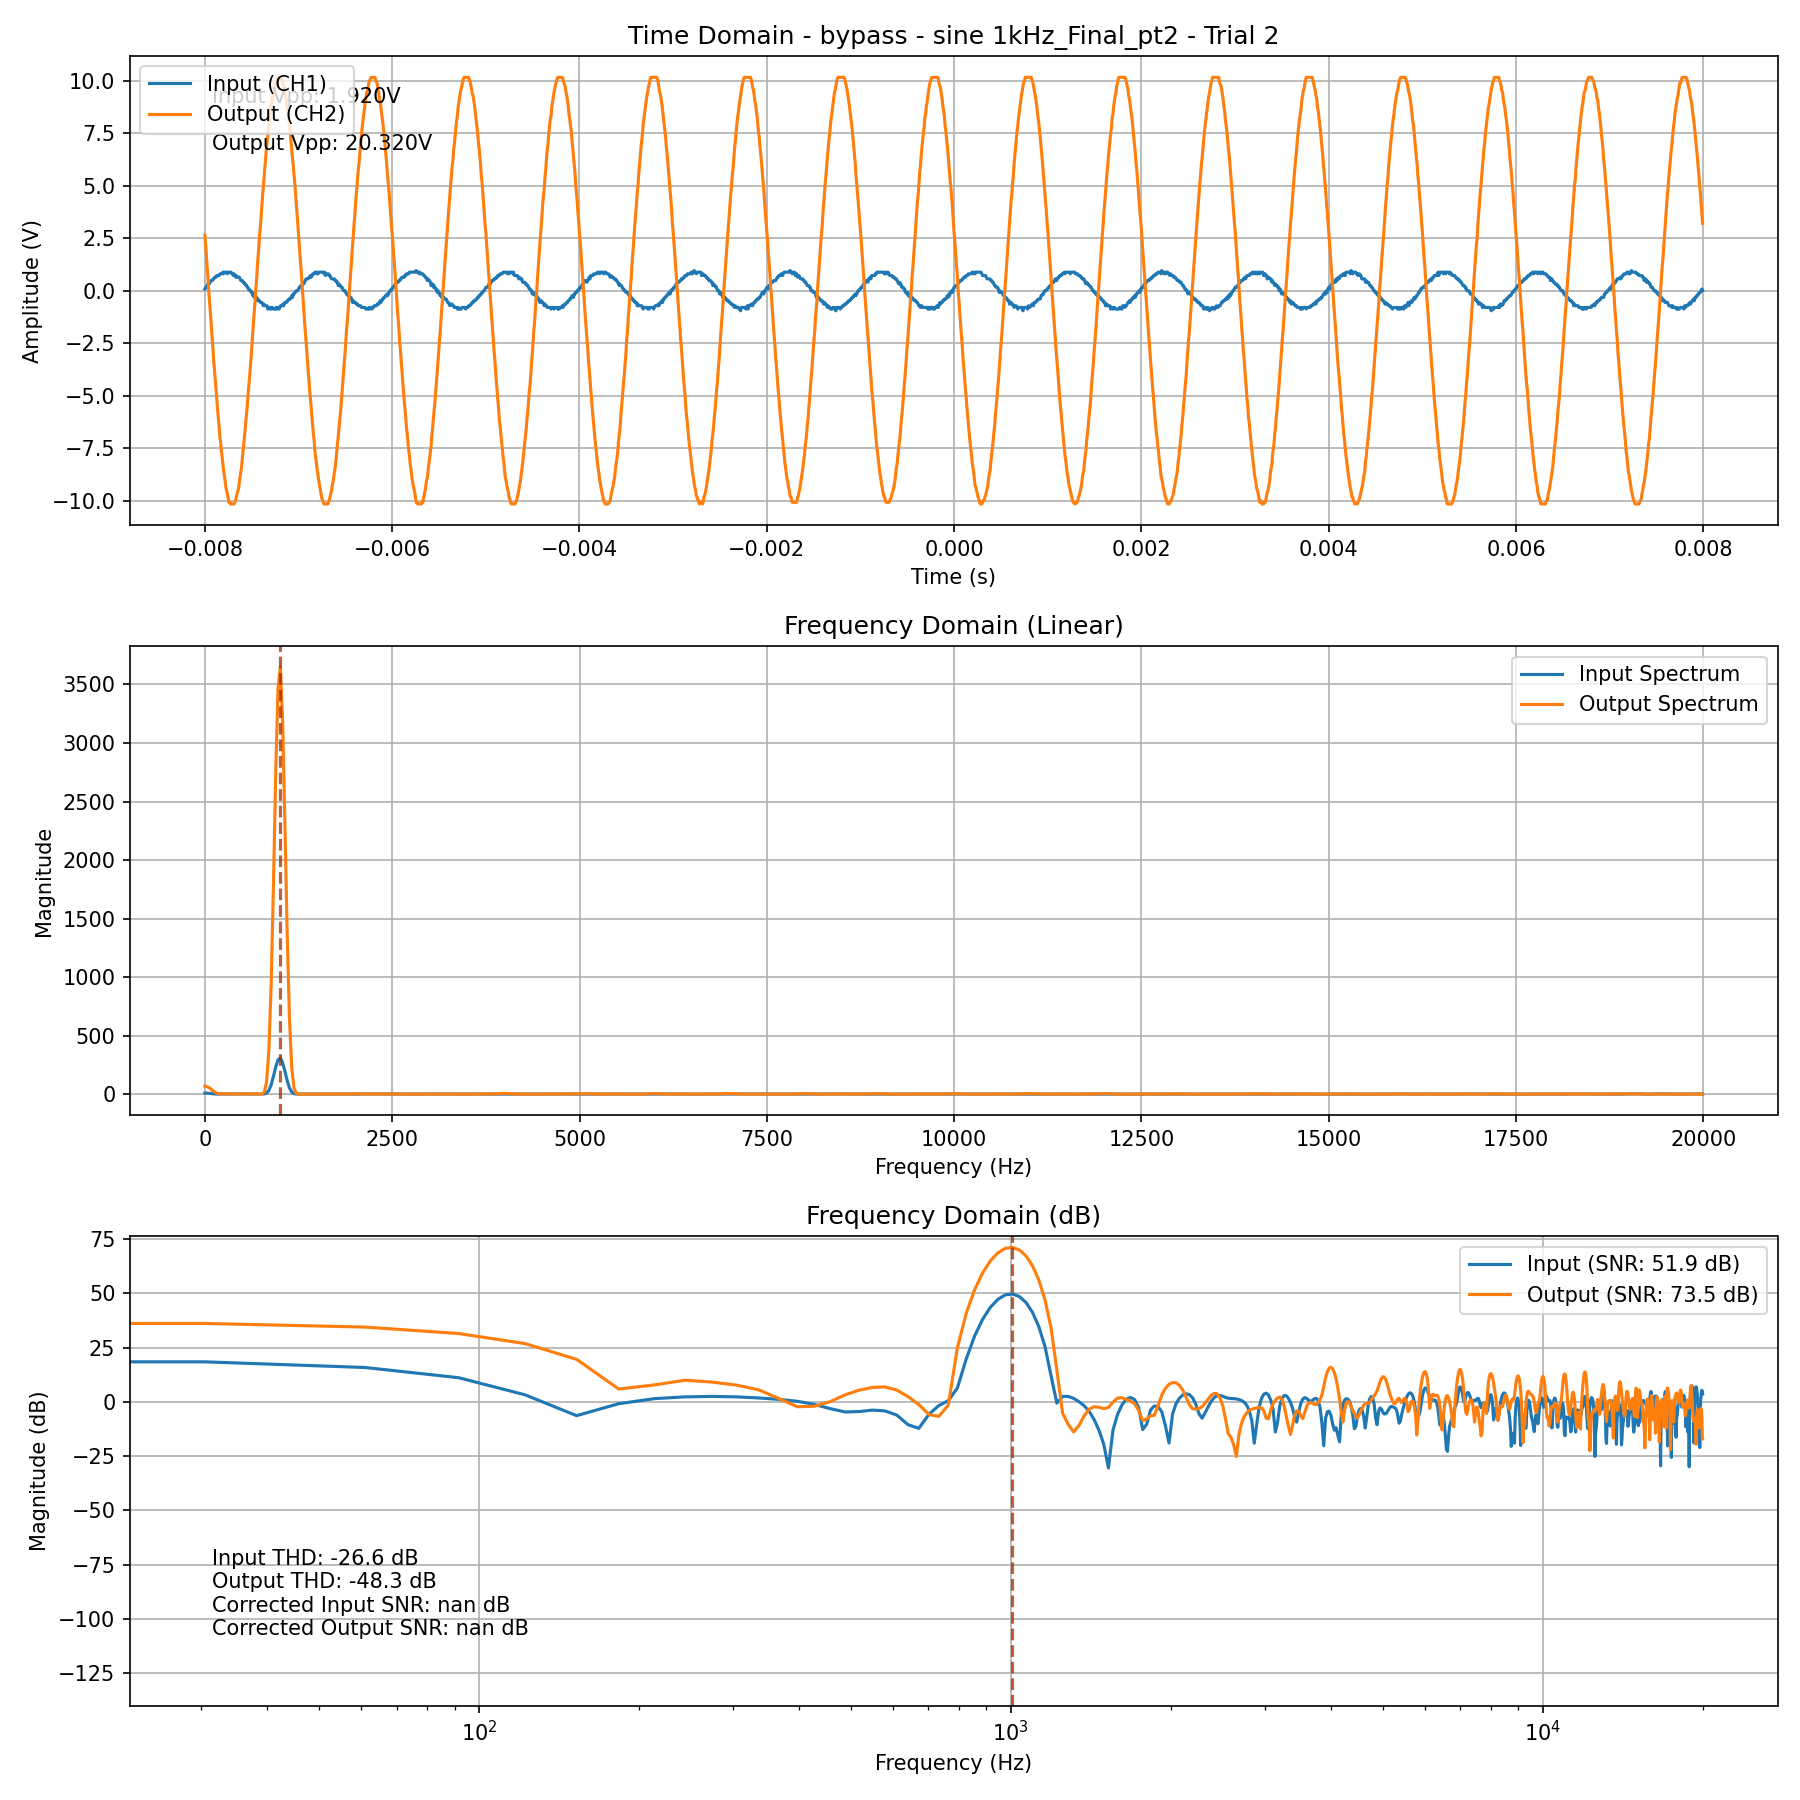 Time Domain - bypass - sine 1kHz_Final_pt2 - Trial 2
Input (CH1)
Input Vpp: 1.920V
Output (CH2)
Output Vpp: 20.320V
10.0
7.5
5.0
2.5
0.0
−2.5
−5.0
−7.5
−10.0
Amplitude (V)
−0.008 −0.006 −0.004 −0.002 0.000 0.002 0.004 0.006 0.008
Time (s)
Frequency Domain (Linear)
Input Spectrum
Output Spectrum
3500
3000
2500
2000
1500
1000
500
0
Magnitude
0 2500 5000 7500 10000 12500 15000 17500 20000
Frequency (Hz)
Frequency Domain (dB)
Input (SNR: 51.9 dB)
Output (SNR: 73.5 dB)
75
50
25
0
−25
−50
−75
−100
−125
Magnitude (dB)
Input THD: -26.6 dB
Output THD: -48.3 dB
Corrected Input SNR: nan dB
Corrected Output SNR: nan dB
10² 10³ 10⁴
Frequency (Hz)